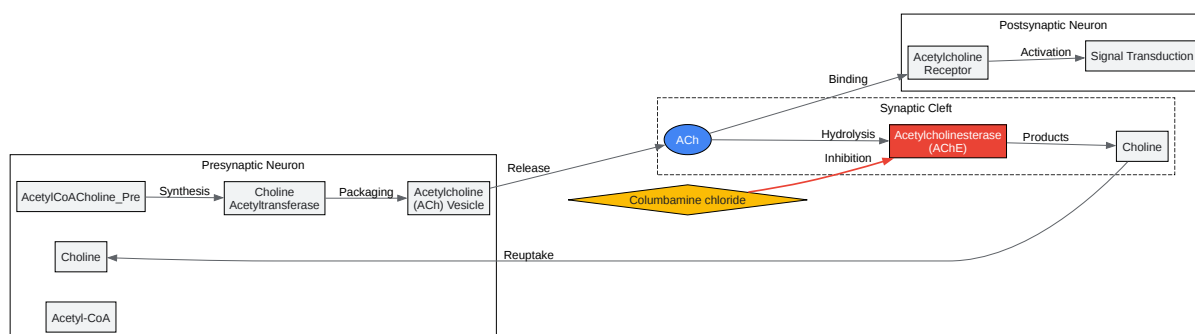 Postsynaptic Neuron
Acetylcholine
Receptor
Activation
Signal Transduction
Binding
Synaptic Cleft
ACh
Hydrolysis
Acetylcholinesterase
(AChE)
Products
Choline
Inhibition
Columbamine chloride
Release
Presynaptic Neuron
AcetylCoACholine_Pre
Synthesis
Choline
Acetyltransferase
Packaging
Acetylcholine
(ACh) Vesicle
Choline
Reuptake
Acetyl-CoA